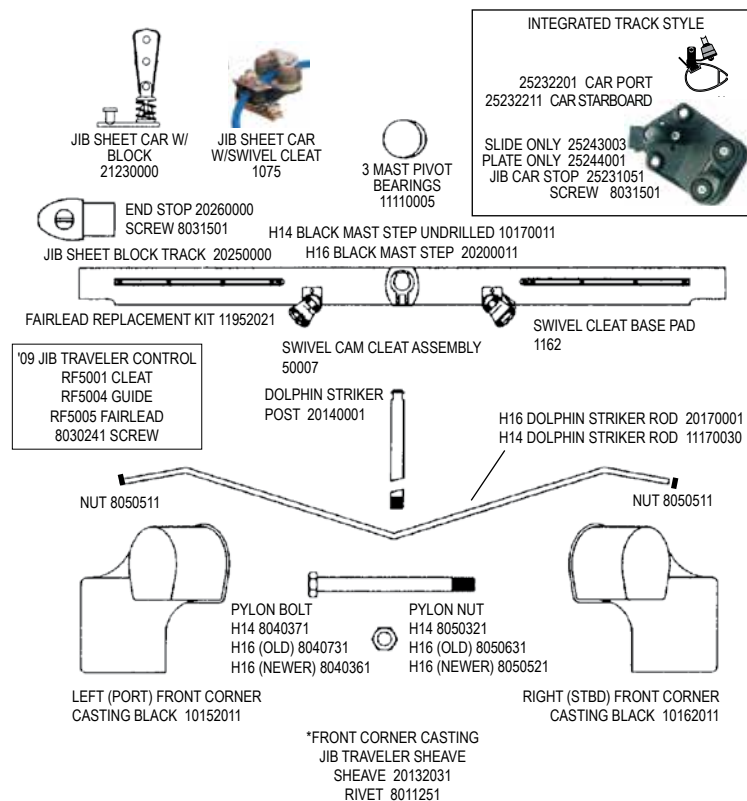 INTEGRATED TRACK STYLE
25232201 CAR PORT
25232211 CAR STARBOARD
SLIDE ONLY 25243003
PLATE ONLY 25244001
JIB CAR STOP 25231051
SCREW 8031501
JIB SHEET CAR W/
BLOCK
21230000
JIB SHEET CAR
W/SWIVEL CLEAT
1075
3 MAST PIVOT
BEARINGS
11110005
END STOP 20260000
SCREW 8031501
H14 BLACK MAST STEP UNDRILLED 10170011
H16 BLACK MAST STEP 20200011
JIB SHEET BLOCK TRACK 20250000
FAIRLEAD REPLACEMENT KIT 11952021
SWIVEL CAM CLEAT ASSEMBLY
50007
SWIVEL CLEAT BASE PAD
1162
'09 JIB TRAVELER CONTROL
RF5001 CLEAT
RF5004 GUIDE
RF5005 FAIRLEAD
8030241 SCREW
DOLPHIN STRIKER
POST 20140001
H16 DOLPHIN STRIKER ROD 20170001
H14 DOLPHIN STRIKER ROD 11170030
NUT 8050511
NUT 8050511
PYLON BOLT
H14 8040371
H16 (OLD) 8040731
H16 (NEWER) 8040361
PYLON NUT
H14 8050321
H16 (OLD) 8050631
H16 (NEWER) 8050521
LEFT (PORT) FRONT CORNER
CASTING BLACK 10152011
RIGHT (STBD) FRONT CORNER
CASTING BLACK 10162011
*FRONT CORNER CASTING
JIB TRAVELER SHEAVE
SHEAVE 20132031
RIVET 8011251